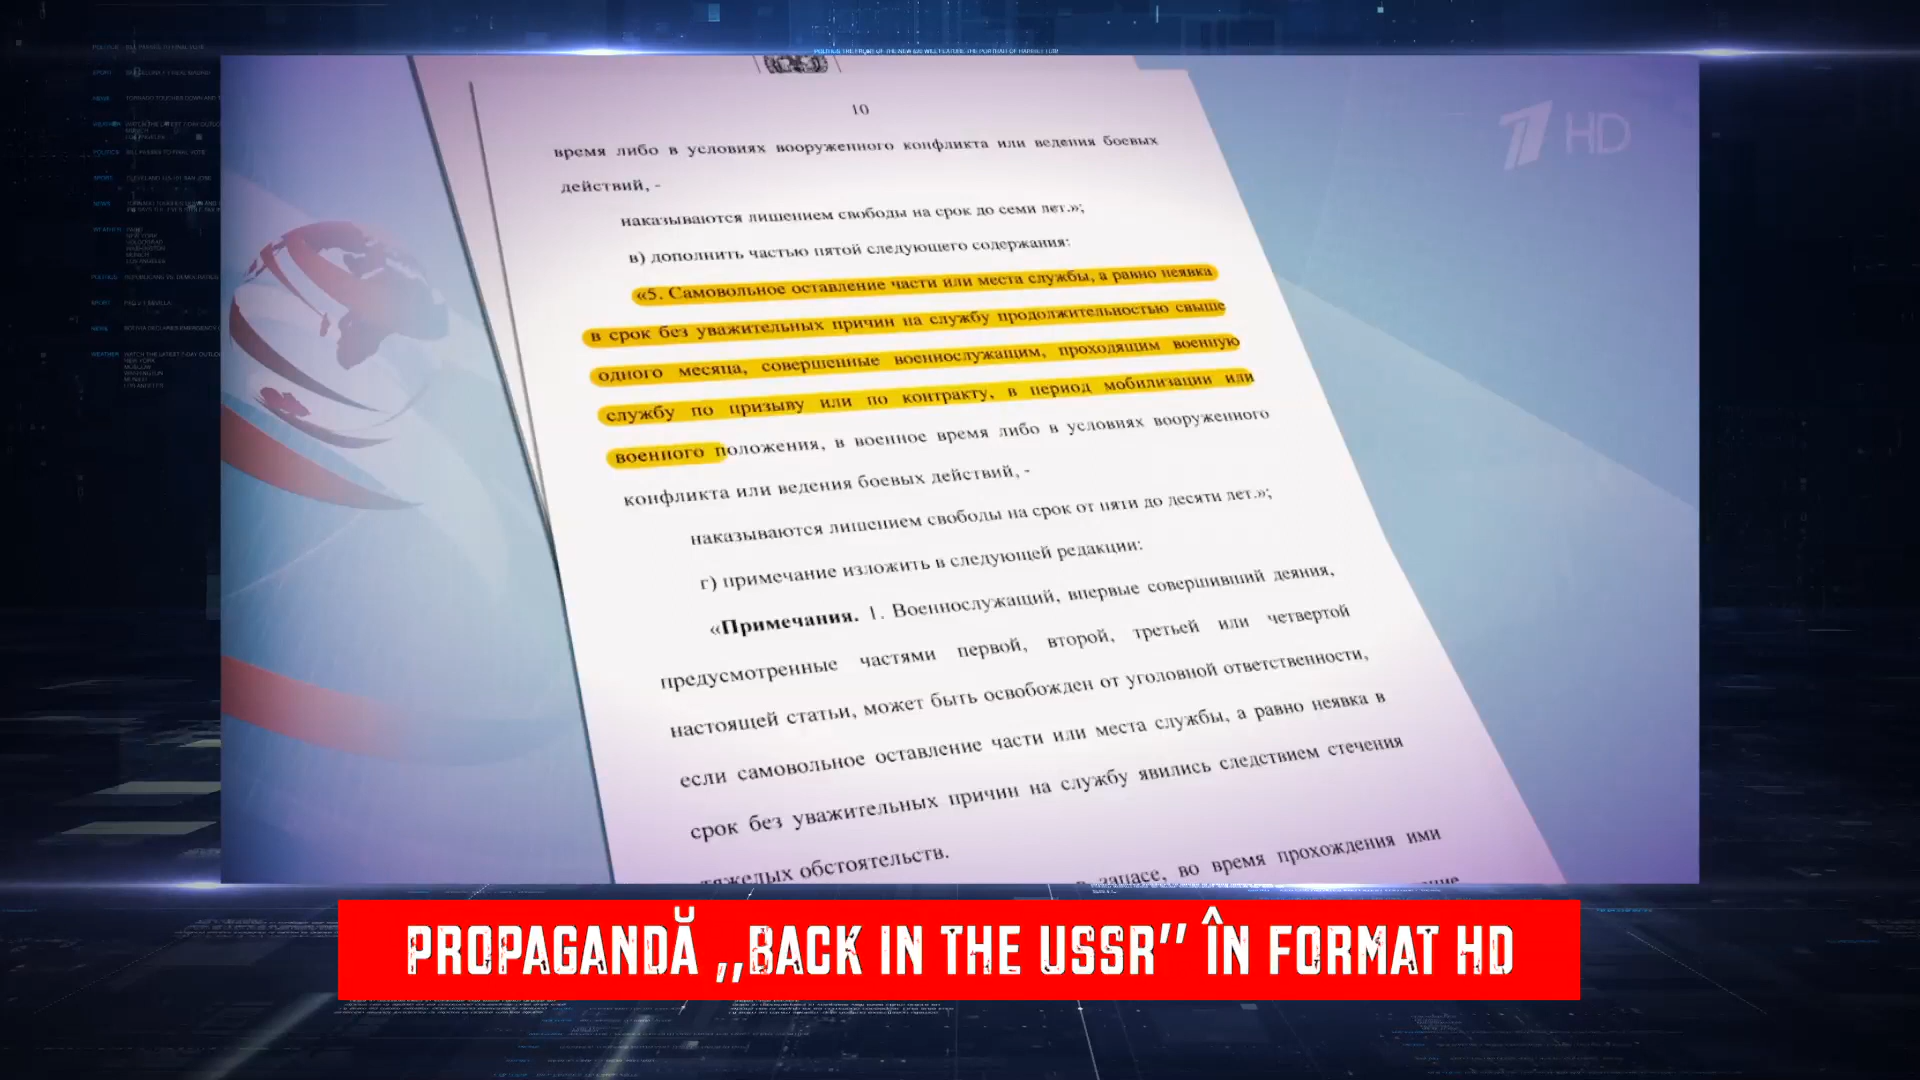 10
время либо в условиях вооруженного конфликта или ведения боевых
действий, -
наказываются лишением свободы на срок до семи лет.»;
в) дополнить частью пятой следующего содержания:
«5. Самовольное оставление части или места службы, а равно неявка
в срок без уважительных причин на службу продолжительностью свыше
одного месяца, совершенные военнослужащим, проходящим военную
службу по призыву или по контракту, в период мобилизации или
военного положения, в военное время либо в условиях вооруженного
конфликта или ведения боевых действий, -
наказываются лишением свободы на срок от пяти до десяти лет.»;
г) примечание изложить в следующей редакции:
«Примечания. 1. Военнослужащий, впервые совершивший деяния,
предусмотренные частями первой, второй, третьей или четвертой
настоящей статьи, может быть освобожден от уголовной ответственности,
если самовольное оставление части или места службы, а равно неявка в
срок без уважительных причин на службу явились следствием стечения
тяжелых обстоятельств.
в запасе, во время прохождения ими
HD
PROPAGANDĂ ,,BACK IN THE USSR" ÎN FORMAT HD